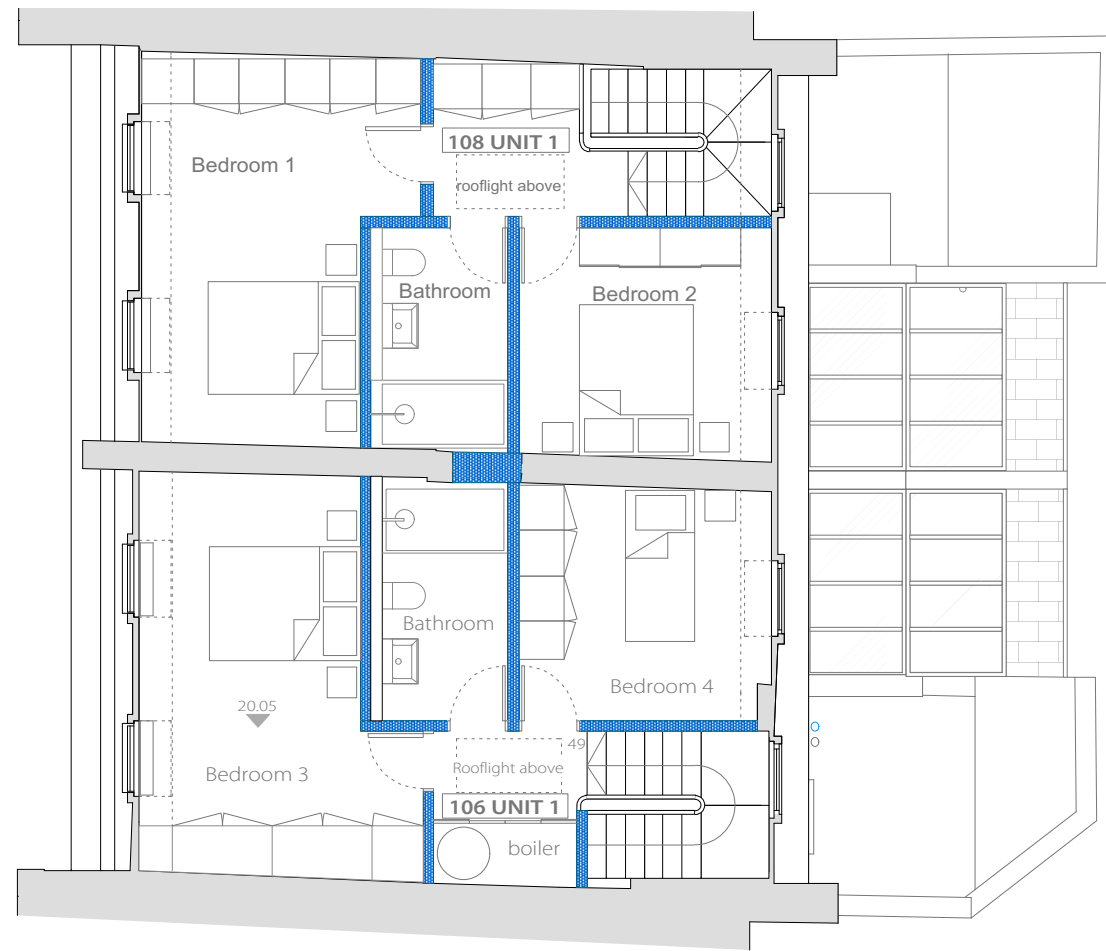 108 UNIT 1
Bedroom 1
rooflight above
Bathroom
Bedroom 2
Bathroom
Bedroom 4
20.05
49
Bedroom 3
Rooflight above
106 UNIT 1
boiler